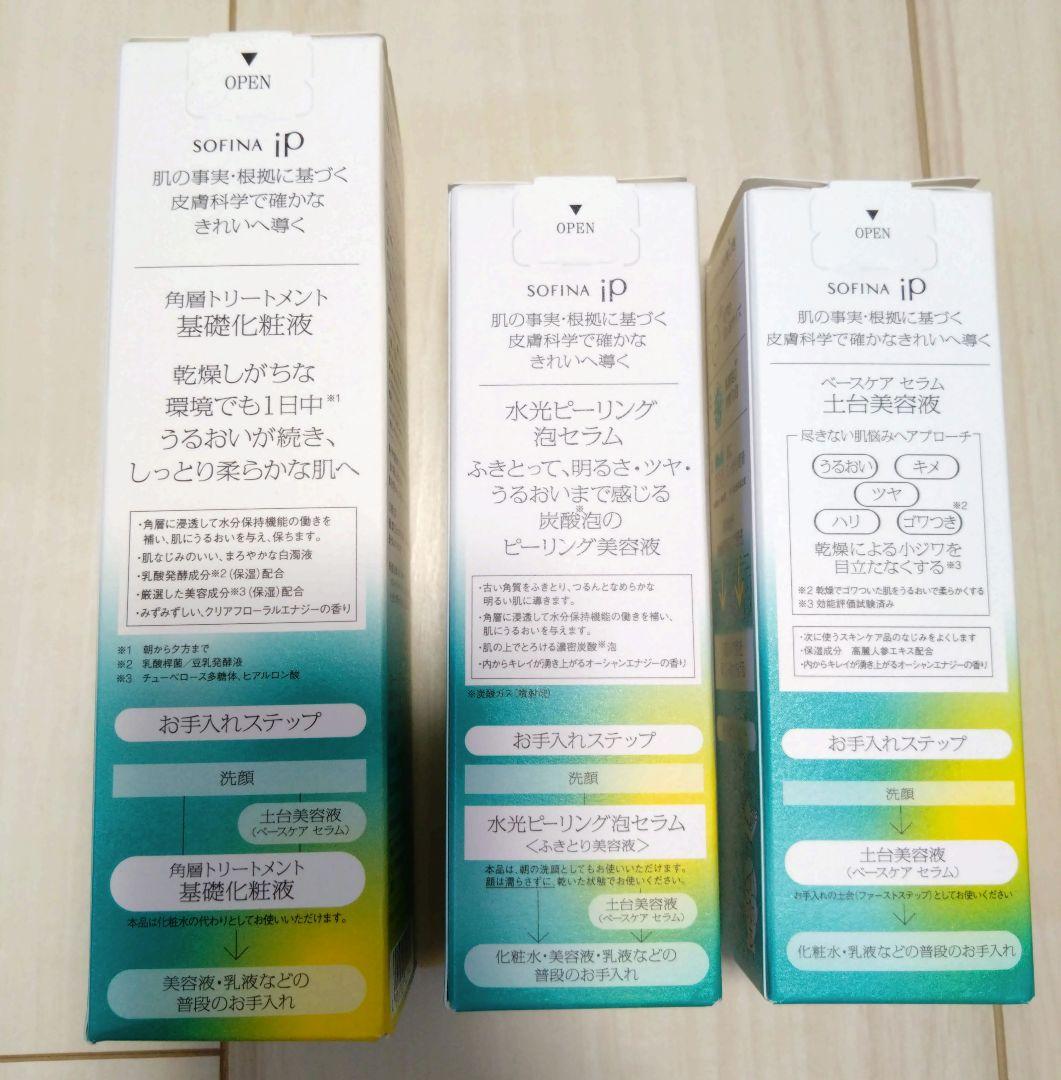 ▼
OPEN
SOFINA iP
肌の事実・根拠に基づく
皮膚科学で確かな
きれいへ導く
角層トリートメント
基礎化粧液
乾燥しがちな
環境でも1日中※1
うるおいが続き、
しっとり柔らかな肌へ
・角層に浸透して水分保持機能の働きを
補い、肌にうるおいを与え、保ちます。
・肌なじみのいい、まろやかな白濁液
・乳酸発酵成分※2(保湿)配合
・厳選した美容成分※3(保湿)配合
・みずみずしい、クリアフローラルエナジーの香り
※1 朝から夕方まで
※2 乳酸桿菌/豆乳発酵液
※3 チューベロース多糖体、ヒアルロン酸
お手入れステップ
洗顔
土台美容液
(ベースケア セラム)
角層トリートメント
基礎化粧液
本品は化粧水の代わりとしてお使いいただけます。
美容液・乳液などの
普段のお手入れ
▼
OPEN
SOFINA iP
肌の事実・根拠に基づく
皮膚科学で確かな
きれいへ導く
水光ピーリング
泡セラム
ふきとって、明るさ・ツヤ・
うるおいまで感じる
炭酸※泡の
ピーリング美容液
・古い角質をふきとり、つるんとなめらかな
明るい肌に導きます。
・角層に浸透して水分保持機能の働きを補い、
肌にうるおいを与えます。
・肌の上でとろける濃密炭酸※泡
・内からキレイが湧き上がるオーシャンエナジーの香り
※炭酸ガス(噴射剤)
お手入れステップ
洗顔
水光ピーリング泡セラム
<ふきとり美容液>
本品は、朝の洗顔としてもお使いいただけます。
顔は濡らさずに、乾いた状態でお使いください。
土台美容液
(ベースケア セラム)
化粧水・美容液・乳液などの
普段のお手入れ
▼
OPEN
SOFINA iP
肌の事実・根拠に基づく
皮膚科学で確かなきれいへ導く
ベースケア セラム
土台美容液
尽きない肌悩みへアプローチ
うるおい キメ
ツヤ
ハリ ゴワつき※2
乾燥による小ジワを
目立たなくする※3
※2 乾燥でゴワついた肌をうるおいで柔らかくする
※3 効能評価試験済み
・次に使うスキンケア品のなじみをよくします
・保湿成分 高麗人参エキス配合
・内からキレイが湧き上がるオーシャンエナジーの香り
お手入れステップ
洗顔
土台美容液
(ベースケア セラム)
お手入れの土台(ファーストステップ)としてお使いください
化粧水・乳液などの普段のお手入れ